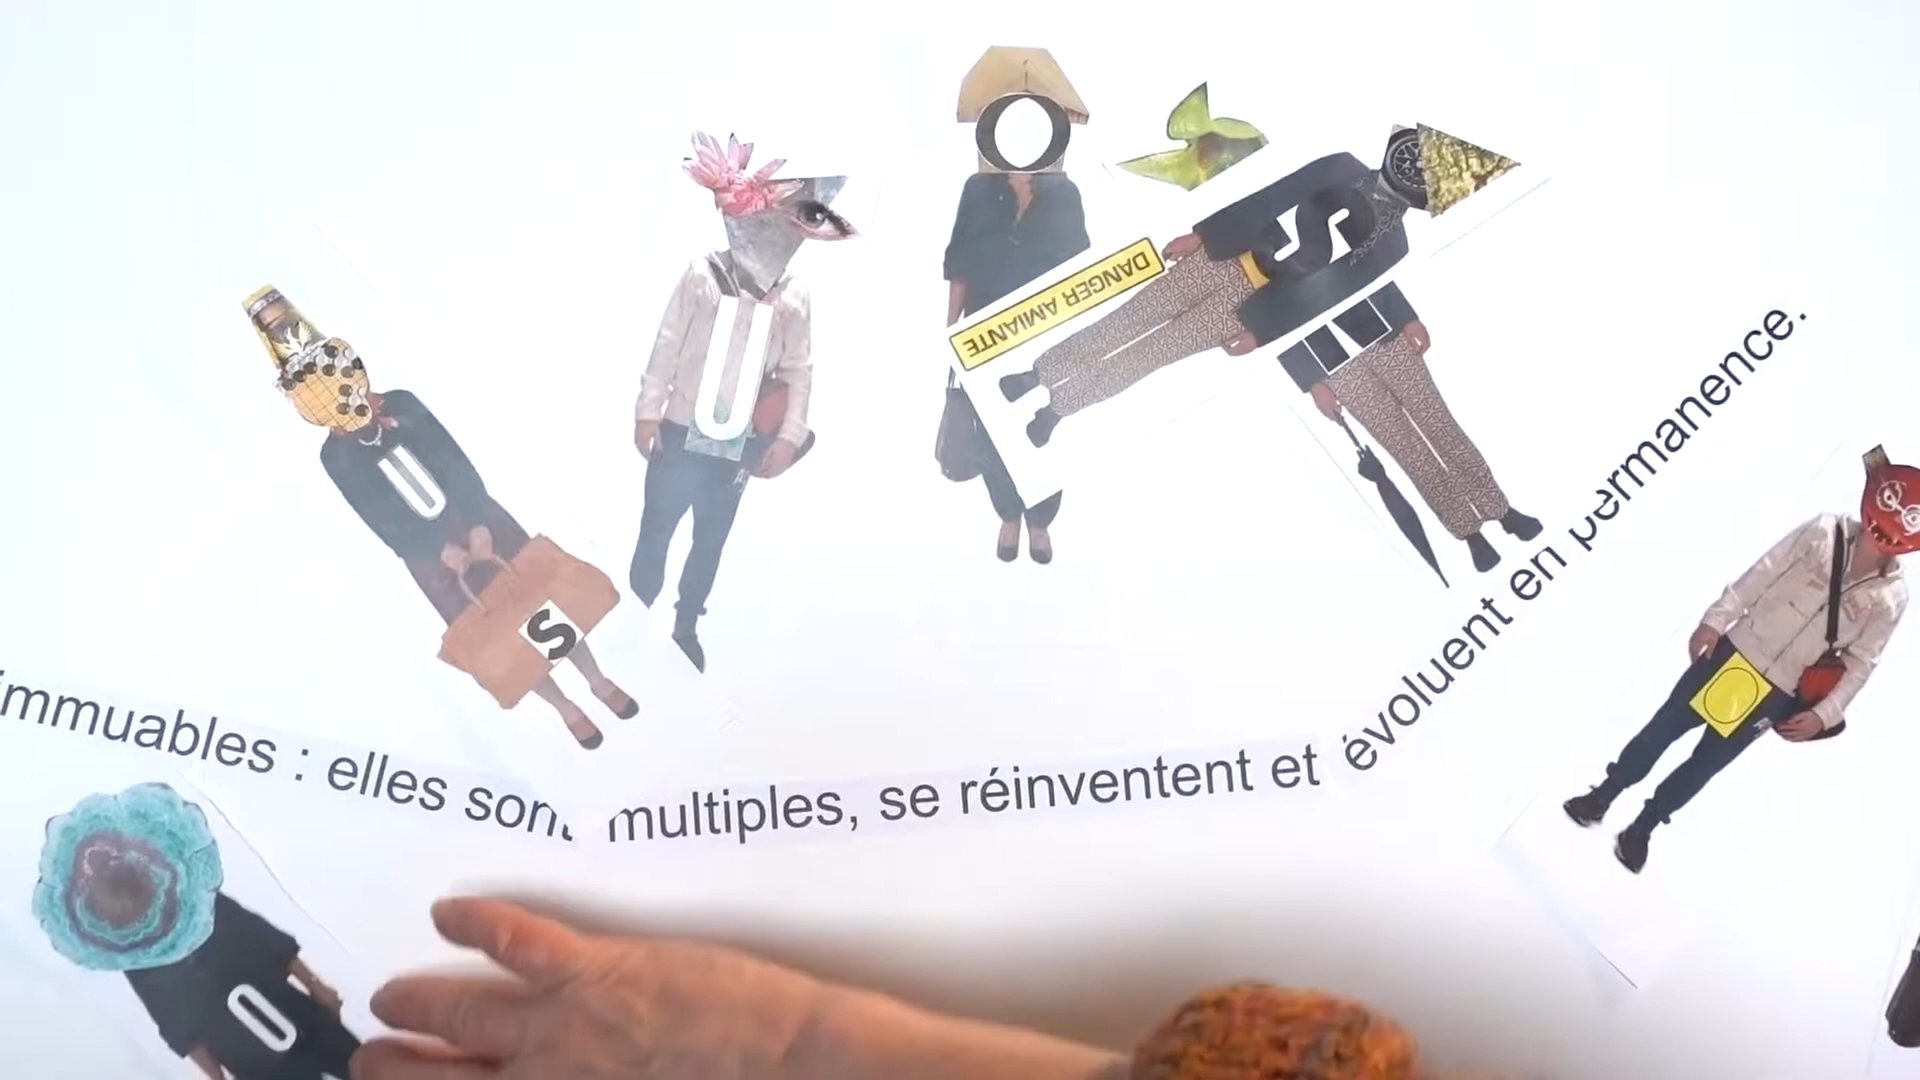 O
DANGER AMIANTE
S
U
U
S
immuables : elles sont multiples, se réinventent et évoluent en permanence.
O
O